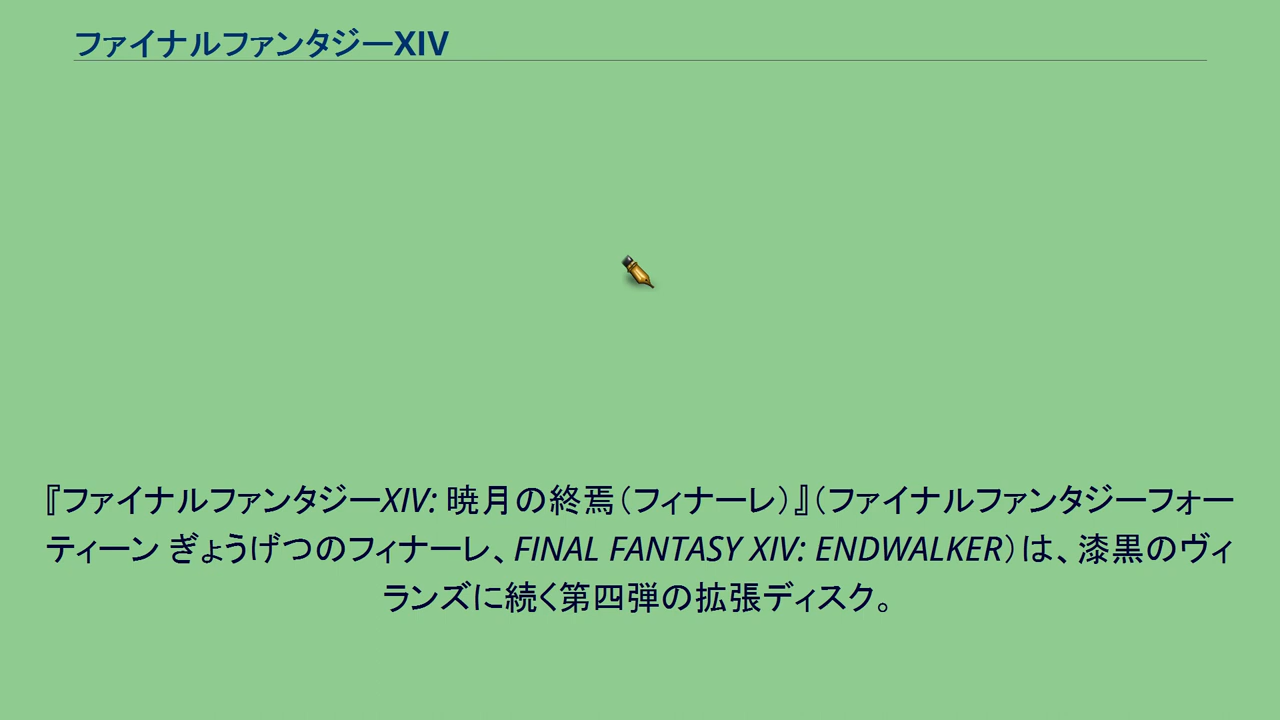 ファイナルファンタジーXIV
『ファイナルファンタジーXIV: 暁月の終焉（フィナーレ）』（ファイナルファンタジーフォー
ティーン ぎょうげつのフィナーレ、FINAL FANTASY XIV: ENDWALKER）は、漆黒のヴィ
ランズに続く第四弾の拡張ディスク。